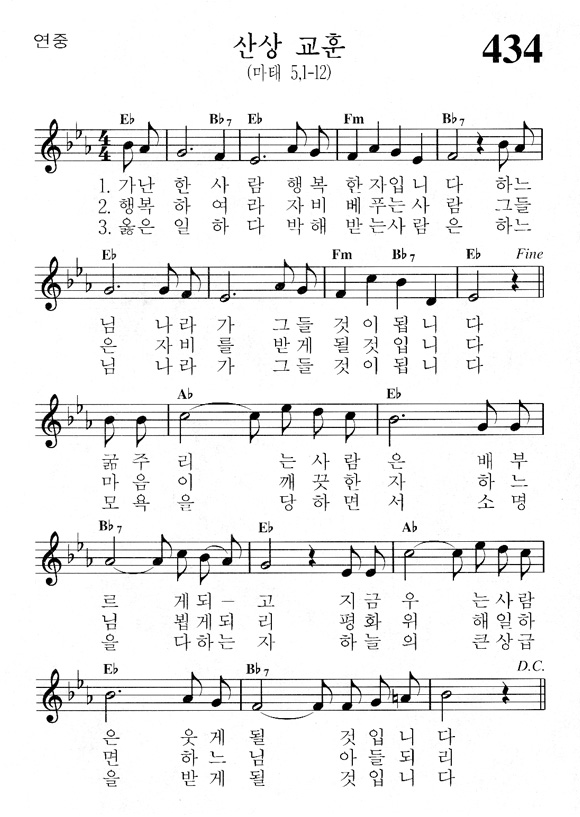 연중
산상 교훈
434
(마태 5,1-12)
E♭ B♭7 E♭ Fm B♭7
1. 가난 한 사 람 행 복 한 자입 니 다 하느
2. 행복 하 여 라 자비 베 푸는 사 람 그들
3. 옳은 일 하 다 박해 받 는사 람 은 하느
E♭ Fm B♭7 E♭ Fine
님 나 라 가 그 들 것 이 됩 니 다
은 자 비 를 받 게 될 것 입 니 다
님 나 라 가 그 들 것 이 됩 니 다
A♭ E♭
굶 주 리 는 사 람 은 배 부
마 음 이 깨 끗 한 자 하 느
모 욕 을 당 하 면 서 소 명
B♭7 E♭ A♭
르 게 되 － 고 지 금 우 는 사 람
님 뵙 게 되 리 평 화 위 해 일 하
을 다 하 는 자 하 늘 의 큰 상 급
E♭ B♭7 D.C.
은 웃 게 될 것 입 니 다
면 하 느 님 아 들 되 리
을 받 게 될 것 입 니 다